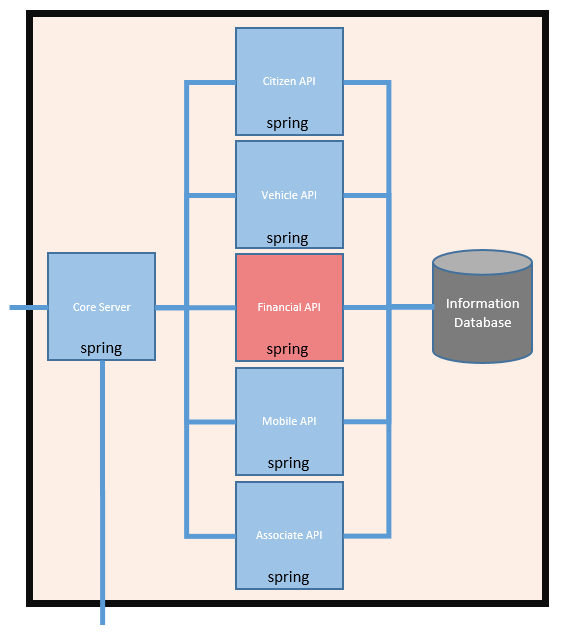 Citizen API
spring
Vehicle API
spring
Core Server
spring
Financial API
spring
Information
Database
Mobile API
spring
Associate API
spring